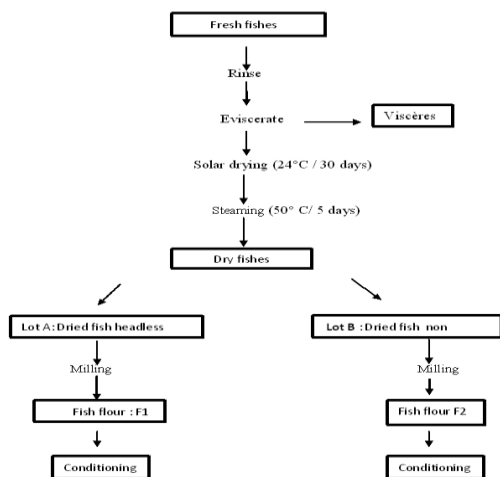 Fresh fishes
Rinse
Eviscerate
Viscères
Solar drying (24°C / 30 days)
Steaming (50° C/ 5 days)
Dry fishes
Lot A: Dried fish headless
Lot B : Dried fish non
Milling
Milling
Fish flour : F1
Fish flour F2
Conditioning
Conditioning